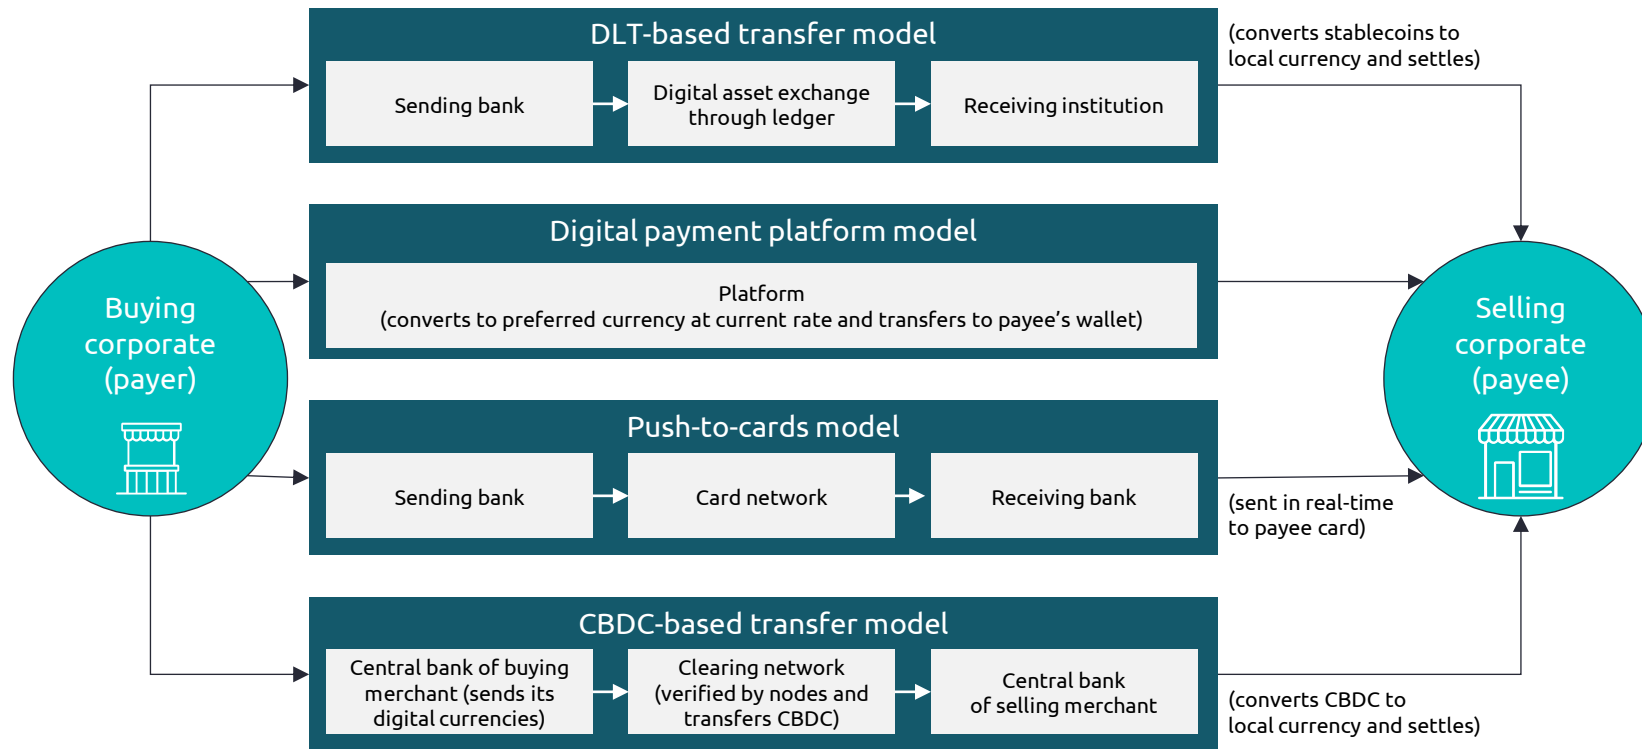 DLT-based transfer model
Sending bank
Digital asset exchange
through ledger
Receiving institution
(converts stablecoins to
local currency and settles)
Digital payment platform model
Platform
(converts to preferred currency at current rate and transfers to payee’s wallet)
Buying
corporate
(payer)
Selling
corporate
(payee)
Push-to-cards model
Sending bank
Card network
Receiving bank
(sent in real-time
to payee card)
CBDC-based transfer model
Central bank of buying
merchant (sends its
digital currencies)
Clearing network
(verified by nodes and
transfers CBDC)
Central bank
of selling merchant
(converts CBDC to
local currency and settles)